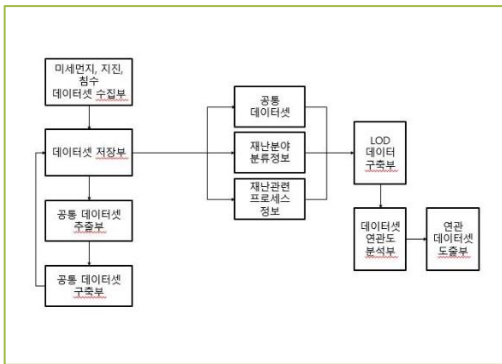 미세먼지, 지진,
침수
데이터셋 수집부
데이터셋 저장부
공통 데이터셋
추출부
공통 데이터셋
구축부
공통
데이터셋
재난분야
분류정보
재난관련
프로세스
정보
LOD
데이터
구축부
데이터셋
연관도
분석부
연관
데이터셋
도출부